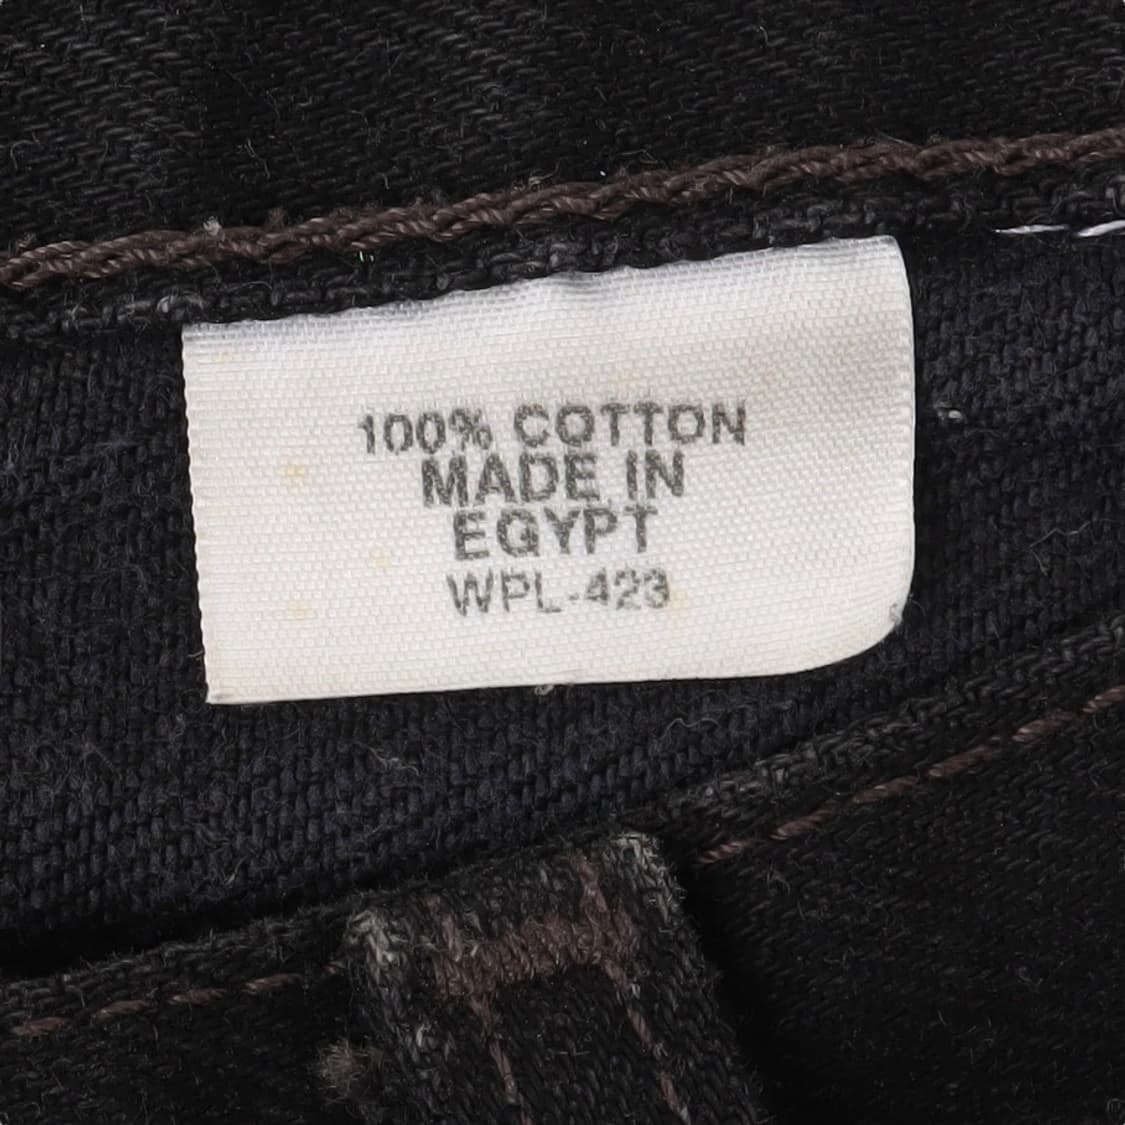 100% COTTON
MADE IN
EGYPT
WPL-423